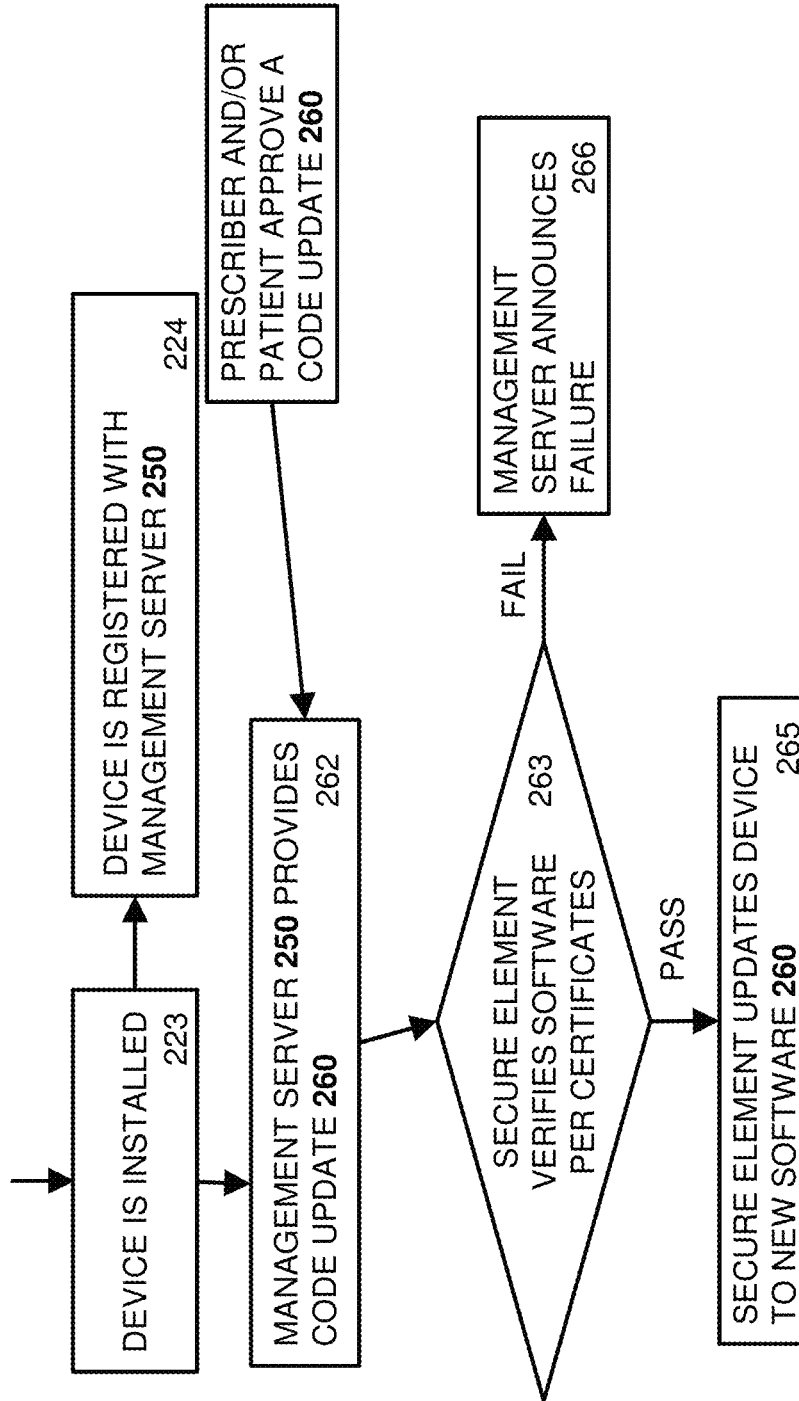 DEVICE IS INSTALLED
223
DEVICE IS REGISTERED WITH
MANAGEMENT SERVER 250
224
MANAGEMENT SERVER 250 PROVIDES
CODE UPDATE 260
262
PRESCRIBER AND/OR
PATIENT APPROVE A
CODE UPDATE 260
SECURE ELEMENT
VERIFIES SOFTWARE
PER CERTIFICATES
263
FAIL
MANAGEMENT
SERVER ANNOUNCES
FAILURE
266
PASS
SECURE ELEMENT UPDATES DEVICE
TO NEW SOFTWARE 260
265